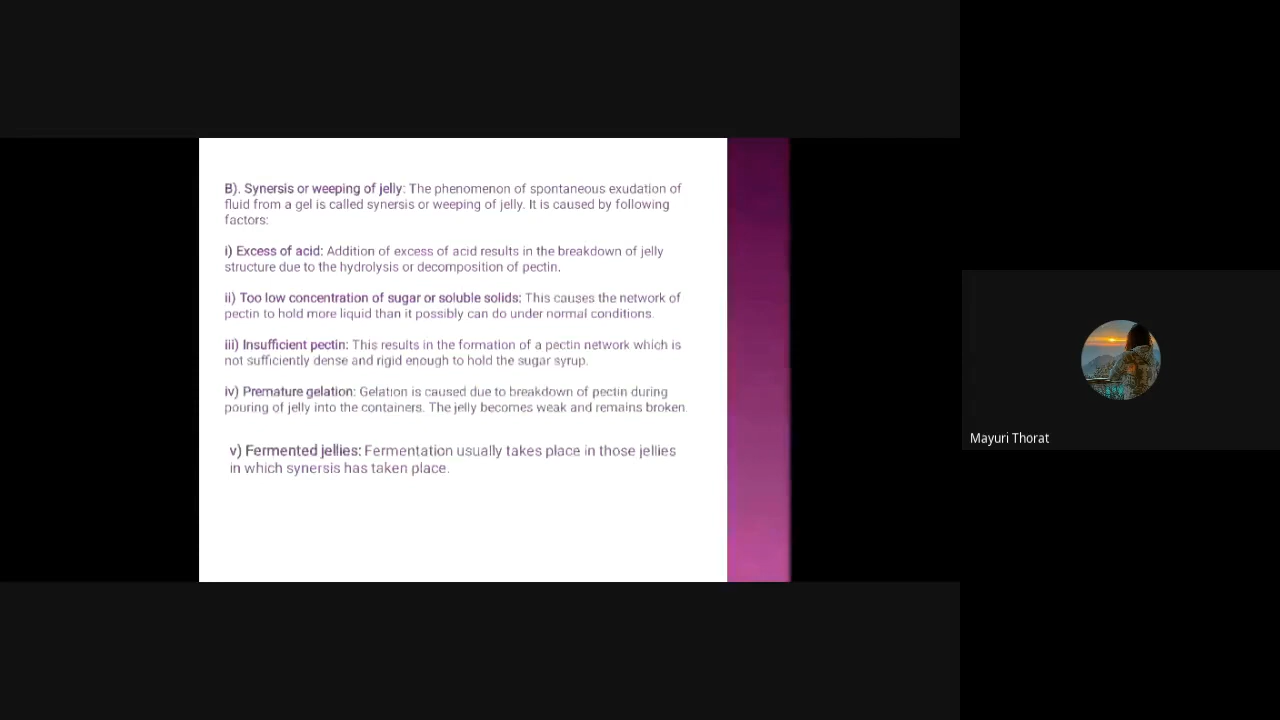 B). Synersis or weeping of jelly: The phenomenon of spontaneous exudation of
fluid from a gel is called synersis or weeping of jelly. It is caused by following
factors:
i) Excess of acid: Addition of excess of acid results in the breakdown of jelly
structure due to the hydrolysis or decomposition of pectin.
ii) Too low concentration of sugar or soluble solids: This causes the network of
pectin to hold more liquid than it possibly can do under normal conditions.
iii) Insufficient pectin: This results in the formation of a pectin network which is
not sufficiently dense and rigid enough to hold the sugar syrup.
iv) Premature gelation: Gelation is caused due to breakdown of pectin during
pouring of jelly into the containers. The jelly becomes weak and remains broken.
v) Fermented jellies: Fermentation usually takes place in those jellies
in which synersis has taken place.
Mayuri Thorat